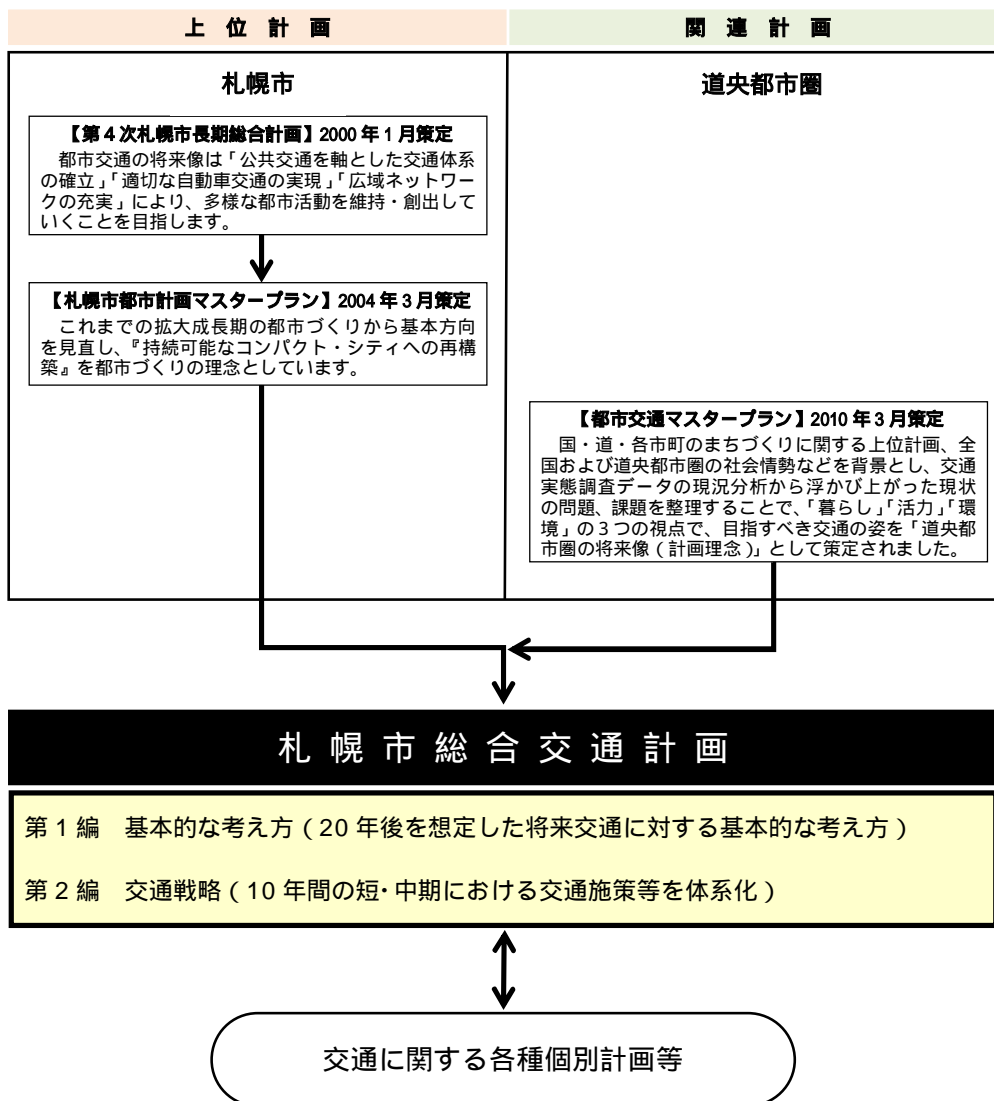 上位計画
関連計画
札幌市
【第4次札幌市長期総合計画】2000年1月策定
都市交通の将来像は「公共交通を軸とした交通体系
の確立」「適切な自動車交通の実現」「広域ネットワー
クの充実」により、多様な都市活動を維持・創出して
いくことを目指します。
【札幌市都市計画マスタープラン】2004年3月策定
これまでの拡大成長期の都市づくりから基本方向
を見直し、『持続可能なコンパクト・シティへの再構
築』を都市づくりの理念としています。
道央都市圏
【都市交通マスタープラン】2010年3月策定
国・道・各市町のまちづくりに関する上位計画、全
国および道央都市圏の社会情勢などを背景とし、交通
実態調査データの現況分析から浮かび上がった現状
の問題、課題を整理することで、「暮らし」「活力」「環
境」の3つの視点で、目指すべき交通の姿を「道央都
市圏の将来像（計画理念）」として策定されました。
札幌市総合交通計画
第1編　基本的な考え方（20年後を想定した将来交通に対する基本的な考え方）
第2編　交通戦略（10年間の短・中期における交通施策等を体系化）
交通に関する各種個別計画等